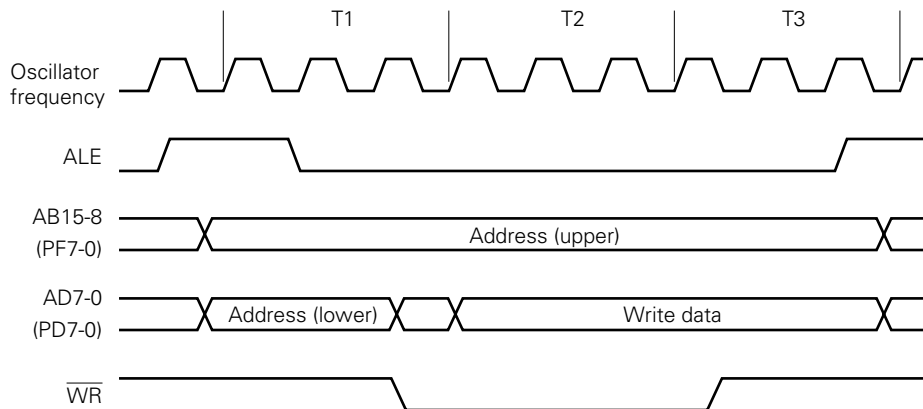 T1 T2 T3
Oscillator
frequency
ALE
AB15-8
(PF7-0)
Address (upper)
AD7-0
(PD7-0)
Address (lower) Write data
WR